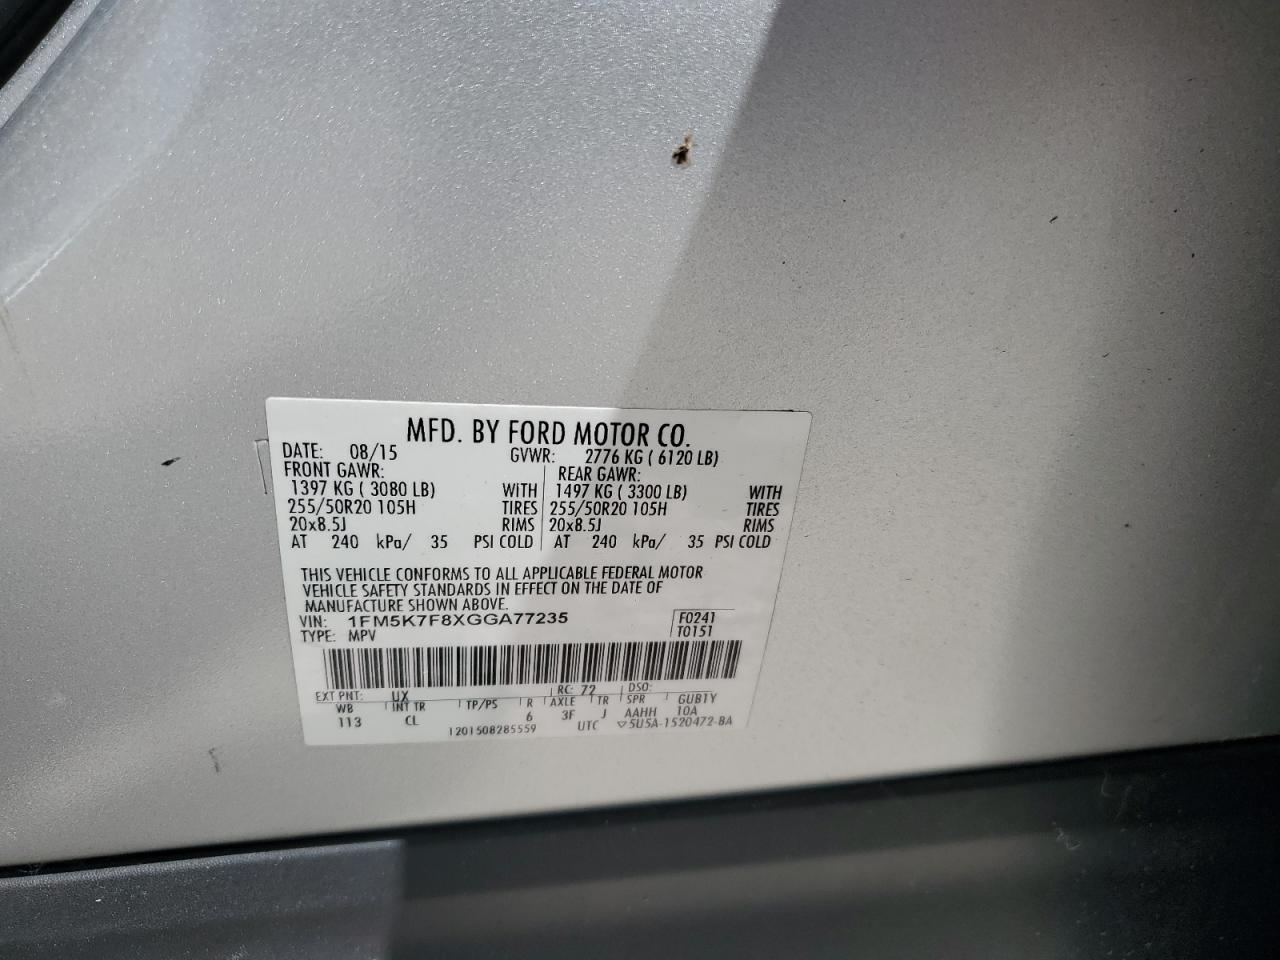 MFD. BY FORD MOTOR CO.
DATE: 08/15 GVWR: 2776 KG ( 6120 LB)
FRONT GAWR: REAR GAWR:
1397 KG ( 3080 LB) WITH 1497 KG ( 3300 LB) WITH
255/50R20 105H TIRES 255/50R20 105H TIRES
20x8.5J RIMS 20x8.5J RIMS
AT 240 kPa/ 35 PSI COLD AT 240 kPa/ 35 PSI COLD
THIS VEHICLE CONFORMS TO ALL APPLICABLE FEDERAL MOTOR
VEHICLE SAFETY STANDARDS IN EFFECT ON THE DATE OF
MANUFACTURE SHOWN ABOVE.
VIN: 1FM5K7F8XGGA77235 F0241
TYPE: MPV T0151
EXT PNT: UX RC: 72 DSO:
WB INT TR TP/PS R AXLE TR SPR GUB1Y
113 CL 6 3F J AAHH 10A
1201508285559 UTC ▽5U5A-1520472-BA